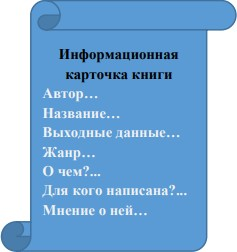 Информационная
карточка книги
Автор…
Название…
Выходные данные…
Жанр…
О чем?...
Для кого написана?...
Мнение о ней…